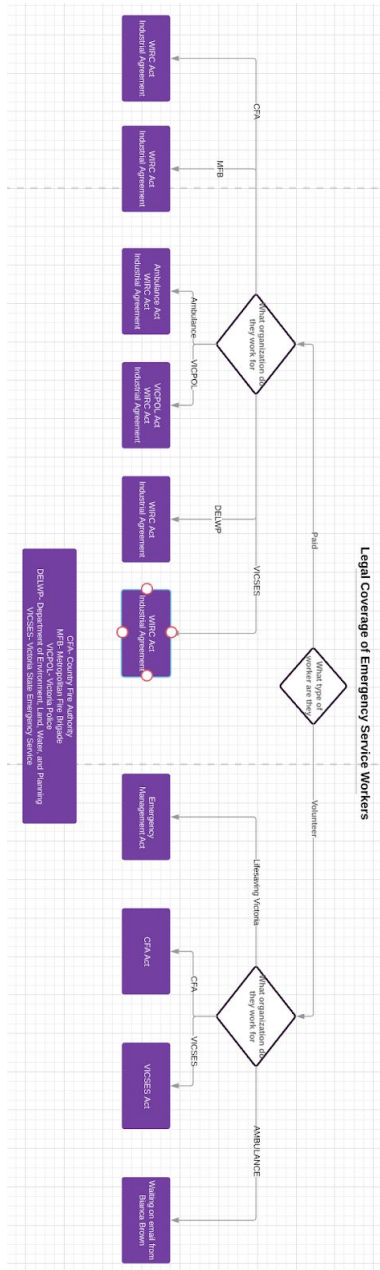 Legal Coverage of Emergency Service Workers
What type of
worker are they
Paid
Volunteer
What organization do
they work for
CFA
MFB
Ambulance
VICPOL
DELWP
VICSES
WIRC Act
Industrial Agreement
WIRC Act
Industrial Agreement
Ambulance Act
WIRC Act
Industrial Agreement
VICPOL Act
WIRC Act
Industrial Agreement
WIRC Act
Industrial Agreement
WIRC Act
Industrial Agreement
What organization do
they work for
Lifesaving Victoria
CFA
VICSES
AMBULANCE
Emergency
Management Act
CFA Act
VICSES Act
Waiting on email from
Bianca Brown
CFA- Country Fire Authority
MFB- Metropolitan Fire Brigade
VICPOL- Victoria Police
DELWP- Department of Environment, Land, Water, and Planning
VICSES- Victoria State Emergency Service